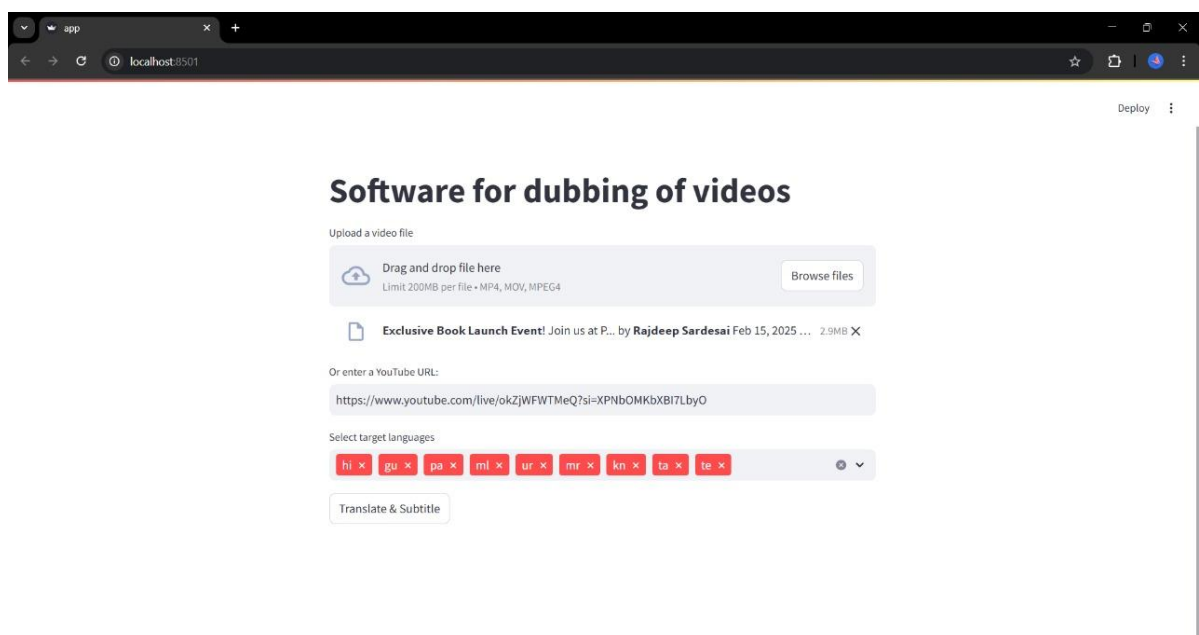 app
localhost:8501
Deploy
Software for dubbing of videos
Upload a video file
Drag and drop file here
Limit 200MB per file • MP4, MOV, MPEG4
Browse files
Exclusive Book Launch Event! Join us at P... by Rajdeep Sardesai Feb 15, 2025 ... 2.9MB
Or enter a YouTube URL:
https://www.youtube.com/live/okZjWFWTMeQ?si=XPNbOMKbXBI7LbyO
Select target languages
hi × gu × pa × ml × ur × mr × kn × ta × te ×
Translate & Subtitle